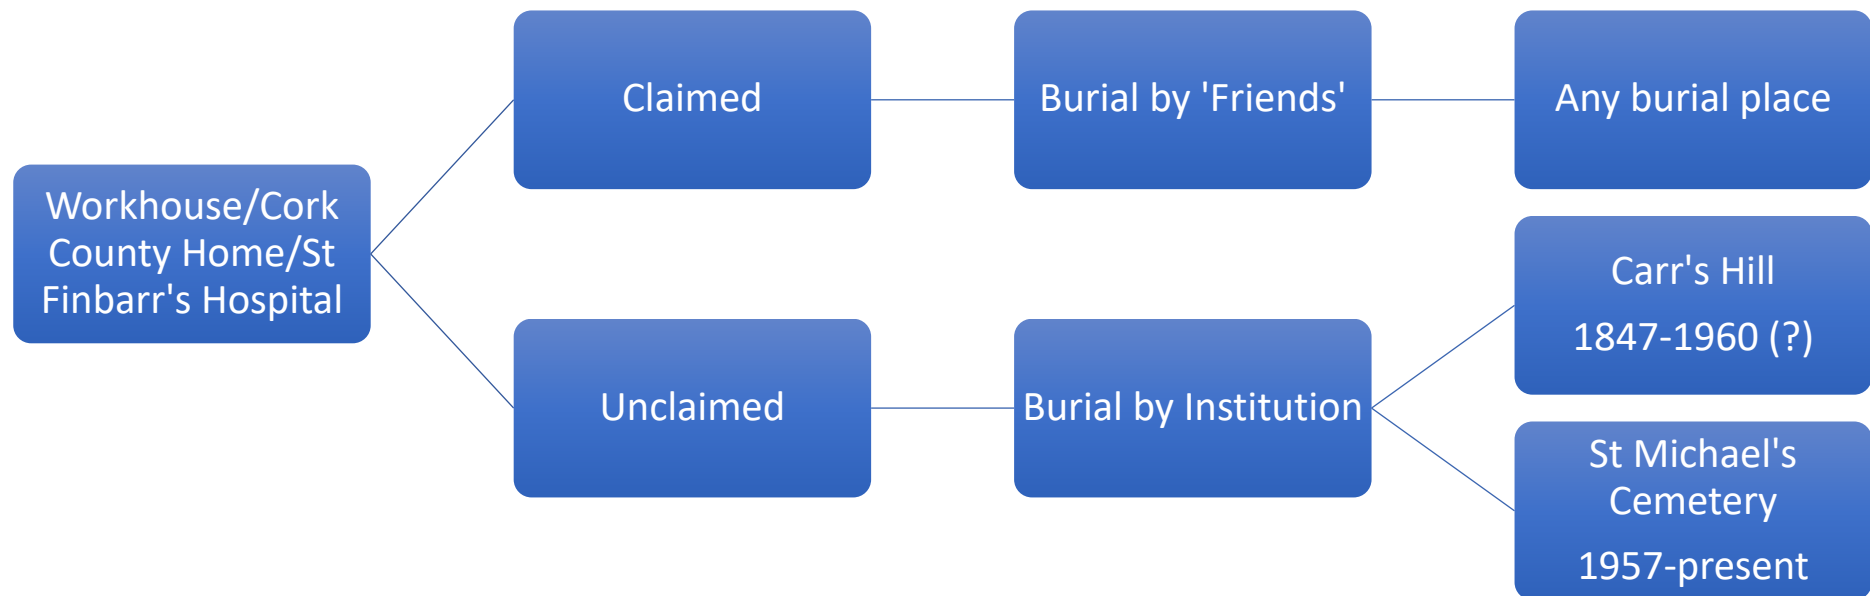 Workhouse/Cork
County Home/St
Finbarr's Hospital
Claimed
Burial by 'Friends'
Any burial place
Unclaimed
Burial by Institution
Carr's Hill
1847-1960 (?)
St Michael's
Cemetery
1957-present